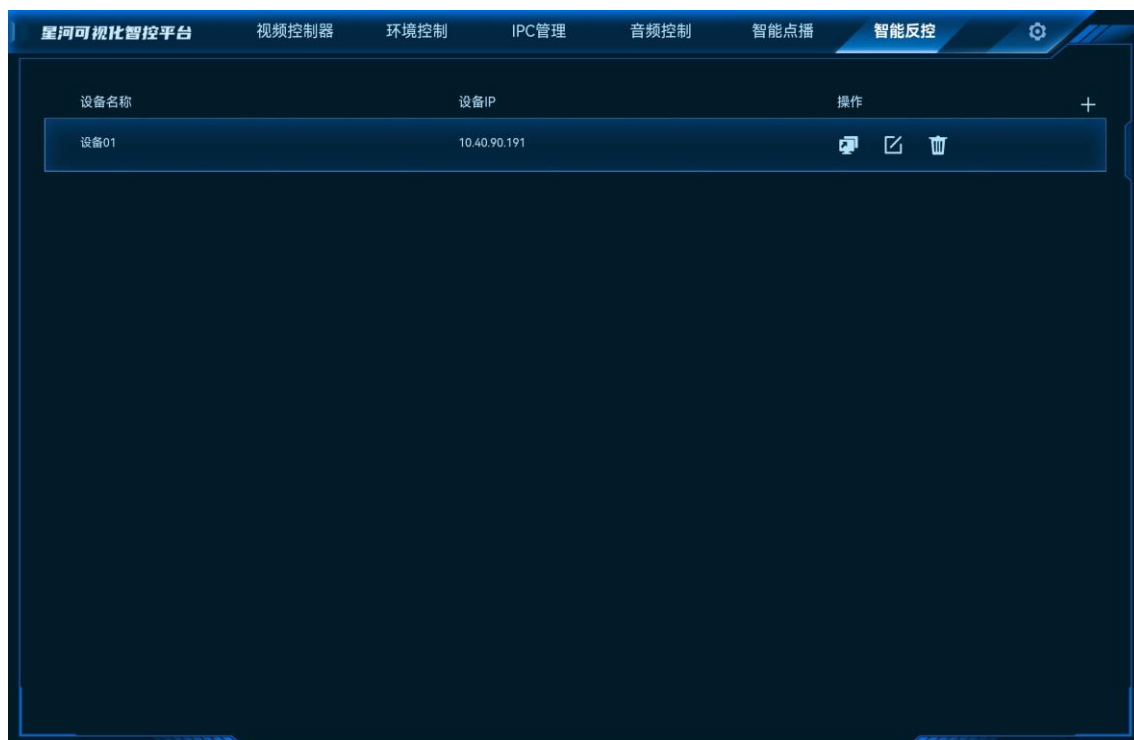 星河可视化智控平台 视频控制器 环境控制 IPC管理 音频控制 智能点播 智能反控
设备名称 设备IP 操作
设备01 10.40.90.191